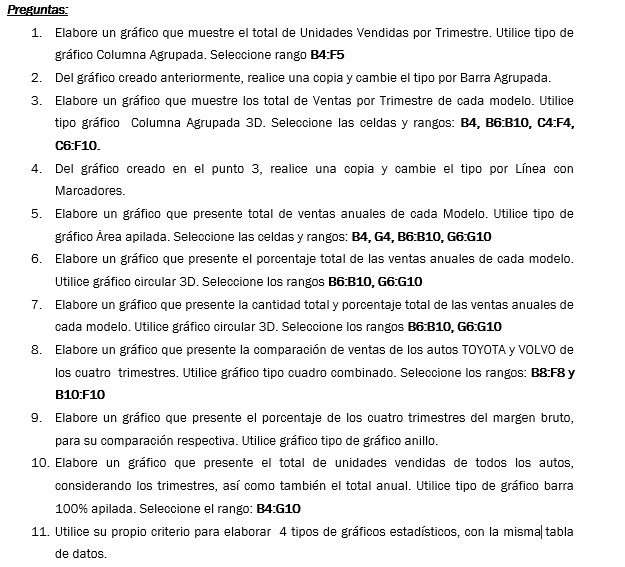 Preguntas:
1. Elabore un gráfico que muestre el total de Unidades Vendidas por Trimestre. Utilice tipo de
gráfico Columna Agrupada. Seleccione rango B4:F5
2. Del gráfico creado anteriormente, realice una copia y cambie el tipo por Barra Agrupada.
3. Elabore un gráfico que muestre los total de Ventas por Trimestre de cada modelo. Utilice
tipo gráfico Columna Agrupada 3D. Seleccione las celdas y rangos: B4, B6:B10, C4:F4,
C6:F10.
4. Del gráfico creado en el punto 3, realice una copia y cambie el tipo por Línea con
Marcadores.
5. Elabore un gráfico que presente total de ventas anuales de cada Modelo. Utilice tipo de
gráfico Área apilada. Seleccione las celdas y rangos: B4, G4, B6:B10, G6:G10
6. Elabore un gráfico que presente el porcentaje total de las ventas anuales de cada modelo.
Utilice gráfico circular 3D. Seleccione los rangos B6:B10, G6:G10
7. Elabore un gráfico que presente la cantidad total y porcentaje total de las ventas anuales de
cada modelo. Utilice gráfico circular 3D. Seleccione los rangos B6:B10, G6:G10
8. Elabore un gráfico que presente la comparación de ventas de los autos TOYOTA y VOLVO de
los cuatro trimestres. Utilice gráfico tipo cuadro combinado. Seleccione los rangos: B8:F8 y
B10:F10
9. Elabore un gráfico que presente el porcentaje de los cuatro trimestres del margen bruto,
para su comparación respectiva. Utilice gráfico tipo de gráfico anillo.
10. Elabore un gráfico que presente el total de unidades vendidas de todos los autos,
considerando los trimestres, así como también el total anual. Utilice tipo de gráfico barra
100% apilada. Seleccione el rango: B4:G10
11. Utilice su propio criterio para elaborar 4 tipos de gráficos estadísticos, con la misma tabla
de datos.